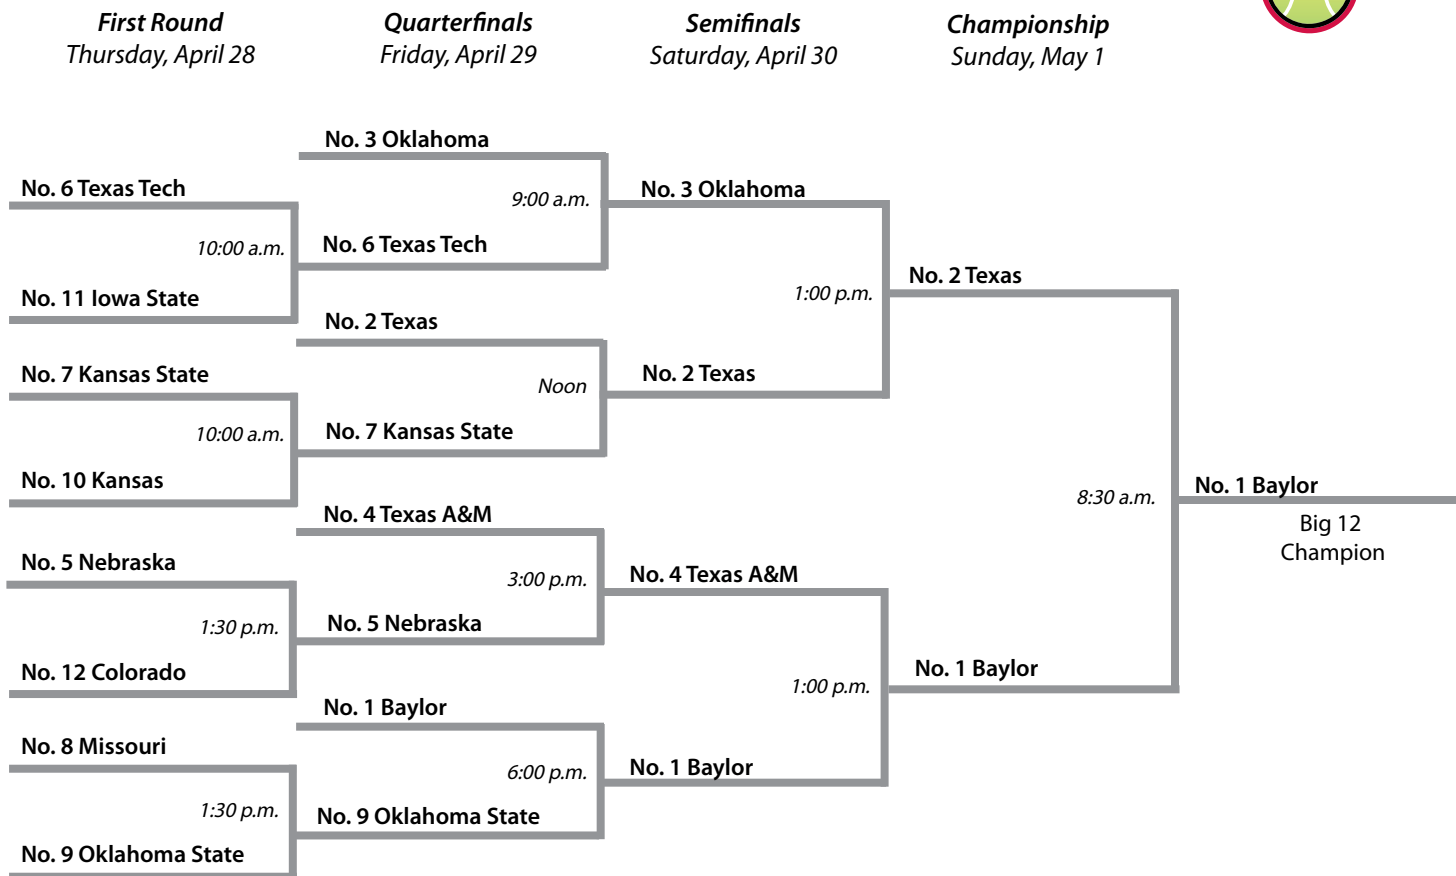 First Round
Thursday, April 28
Quarterfinals
Friday, April 29
Semifinals
Saturday, April 30
Championship
Sunday, May 1
No. 6 Texas Tech
10:00 a.m.
No. 11 Iowa State
No. 7 Kansas State
10:00 a.m.
No. 10 Kansas
No. 5 Nebraska
1:30 p.m.
No. 12 Colorado
No. 8 Missouri
1:30 p.m.
No. 9 Oklahoma State
No. 3 Oklahoma
9:00 a.m.
No. 6 Texas Tech
No. 2 Texas
Noon
No. 7 Kansas State
No. 4 Texas A&M
3:00 p.m.
No. 5 Nebraska
No. 1 Baylor
6:00 p.m.
No. 9 Oklahoma State
No. 3 Oklahoma
1:00 p.m.
No. 2 Texas
No. 4 Texas A&M
1:00 p.m.
No. 1 Baylor
No. 2 Texas
8:30 a.m.
No. 1 Baylor
No. 1 Baylor
Big 12
Champion